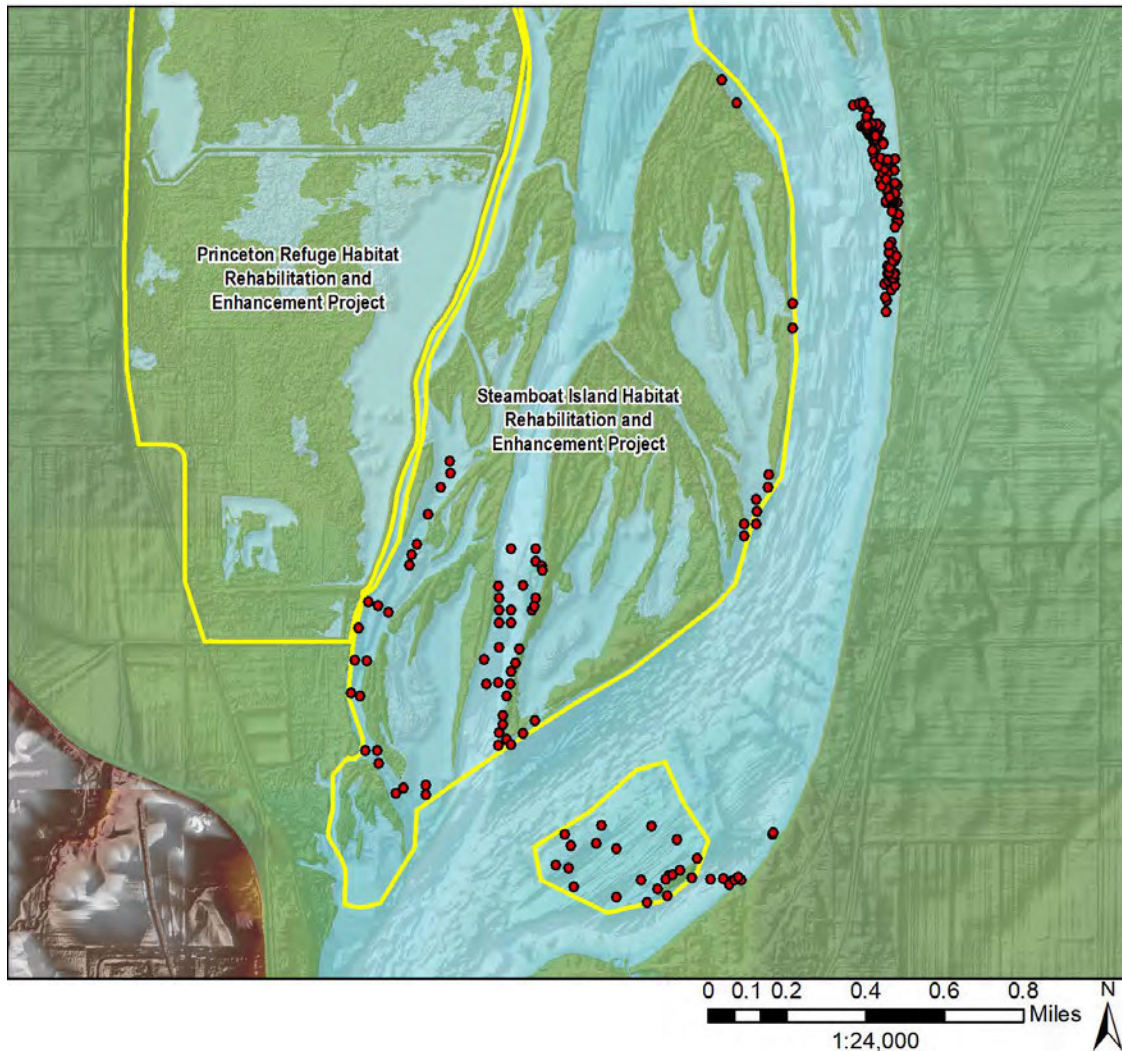 Princeton Refuge Habitat
Rehabilitation and
Enhancement Project
Steamboat Island Habitat
Rehabilitation and
Enhancement Project
0 0.1 0.2 0.4 0.6 0.8
Miles
N
1:24,000